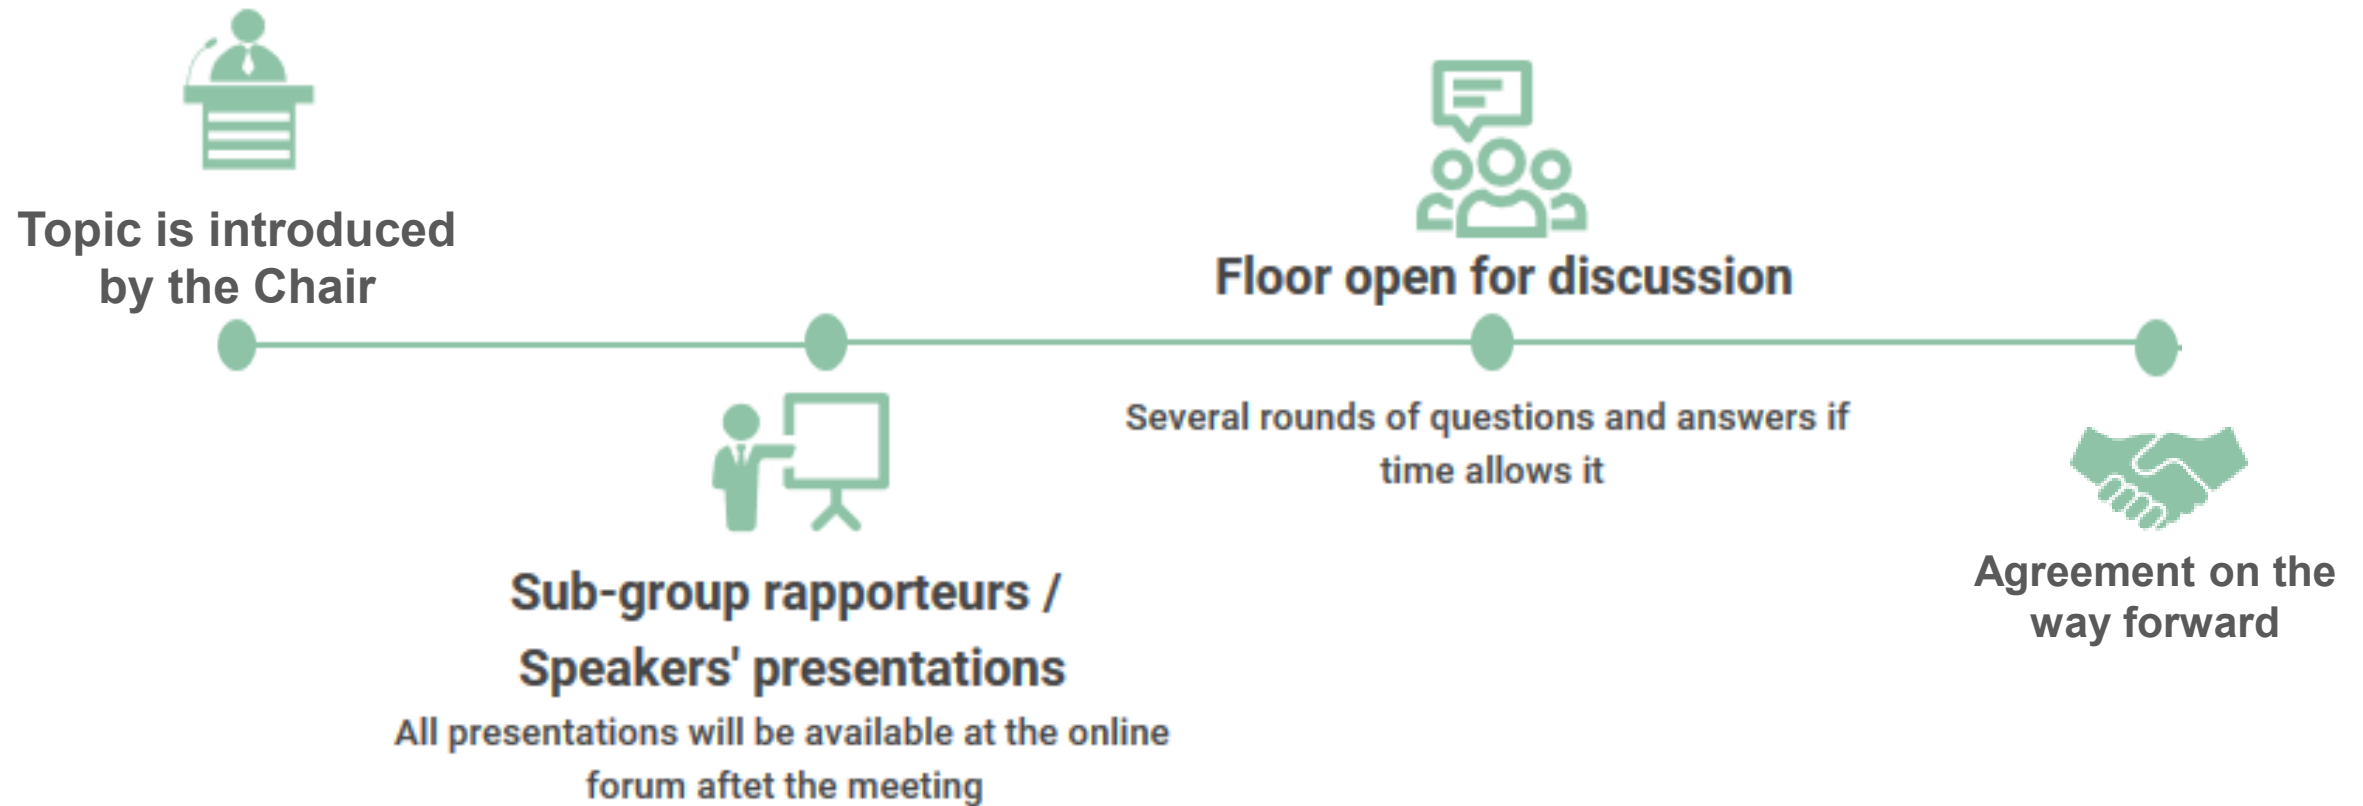 Topic is introduced
by the Chair
Sub-group rapporteurs /
Speakers' presentations
All presentations will be available at the online
forum aftet the meeting
Floor open for discussion
Several rounds of questions and answers if
time allows it
Agreement on the
way forward